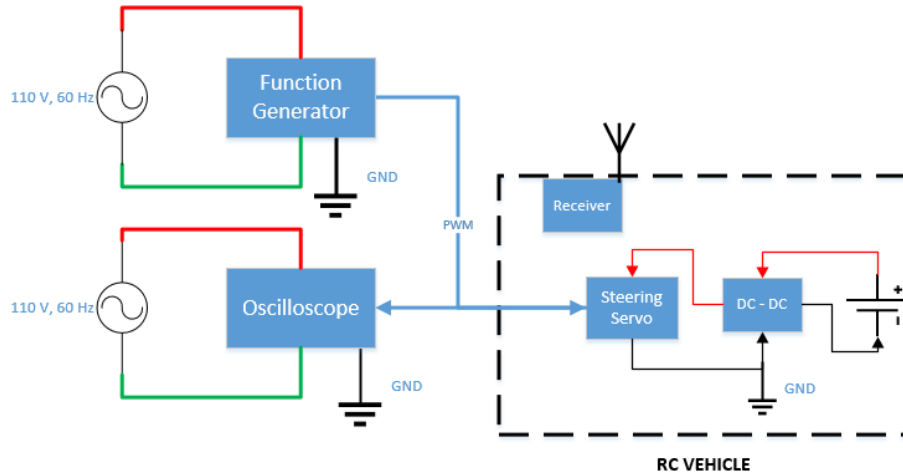 110 V, 60 Hz
Function
Generator
GND
PWM
Receiver
110 V, 60 Hz
Oscilloscope
Steering
Servo
DC - DC
+
-
GND
GND
RC VEHICLE